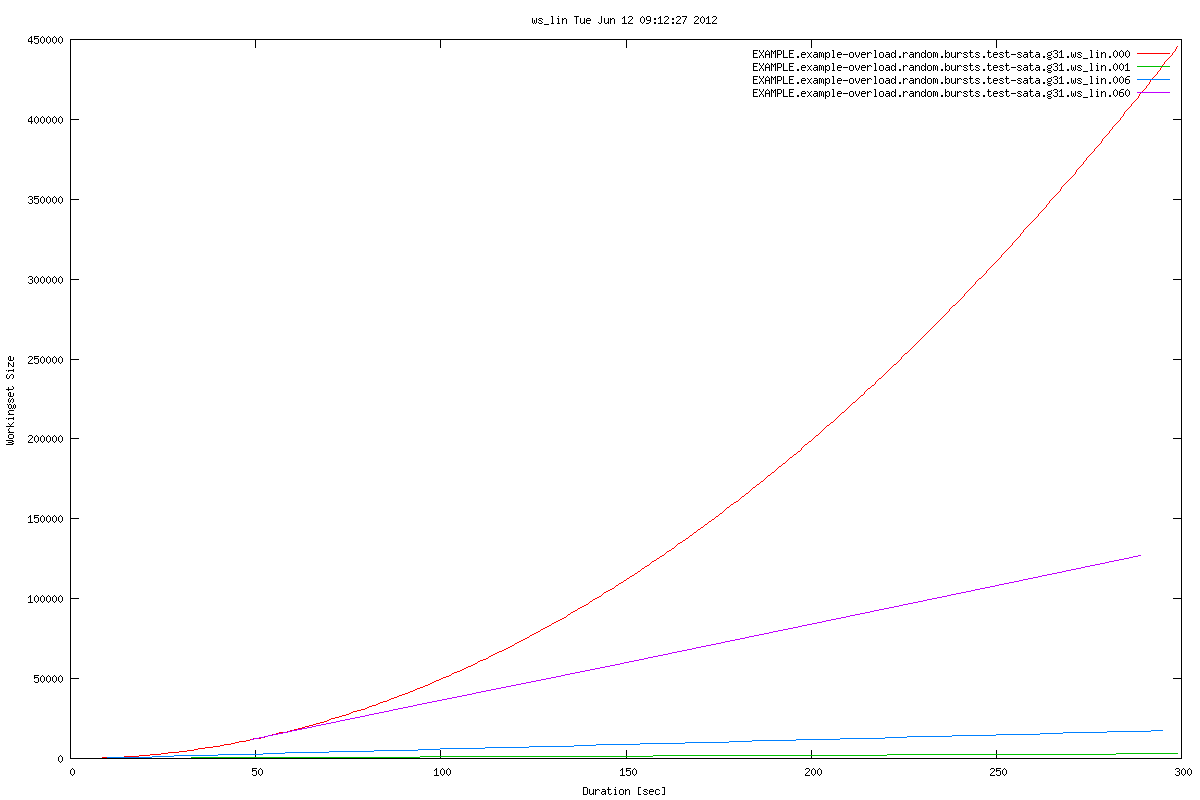 ws_lin Tue Jun 12 09:12:27 2012
450000
EXAMPLE.example-overload.random.bursts.test-sata.g31.ws_lin.000
EXAMPLE.example-overload.random.bursts.test-sata.g31.ws_lin.001
EXAMPLE.example-overload.random.bursts.test-sata.g31.ws_lin.006
EXAMPLE.example-overload.random.bursts.test-sata.g31.ws_lin.060
400000
350000
300000
250000
Workingset Size
200000
150000
100000
50000
0
0 50 100 150 200 250 300
Duration [sec]